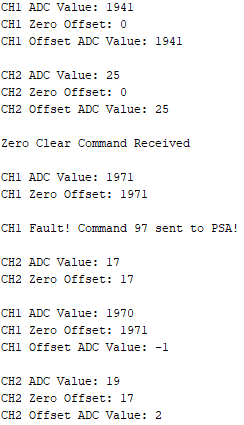 CH1 ADC Value: 1941
CH1 Zero Offset: 0
CH1 Offset ADC Value: 1941
CH2 ADC Value: 25
CH2 Zero Offset: 0
CH2 Offset ADC Value: 25
Zero Clear Command Received
CH1 ADC Value: 1971
CH1 Zero Offset: 1971
CH1 Fault! Command 97 sent to PSA!
CH2 ADC Value: 17
CH2 Zero Offset: 17
CH1 ADC Value: 1970
CH1 Zero Offset: 1971
CH1 Offset ADC Value: -1
CH2 ADC Value: 19
CH2 Zero Offset: 17
CH2 Offset ADC Value: 2